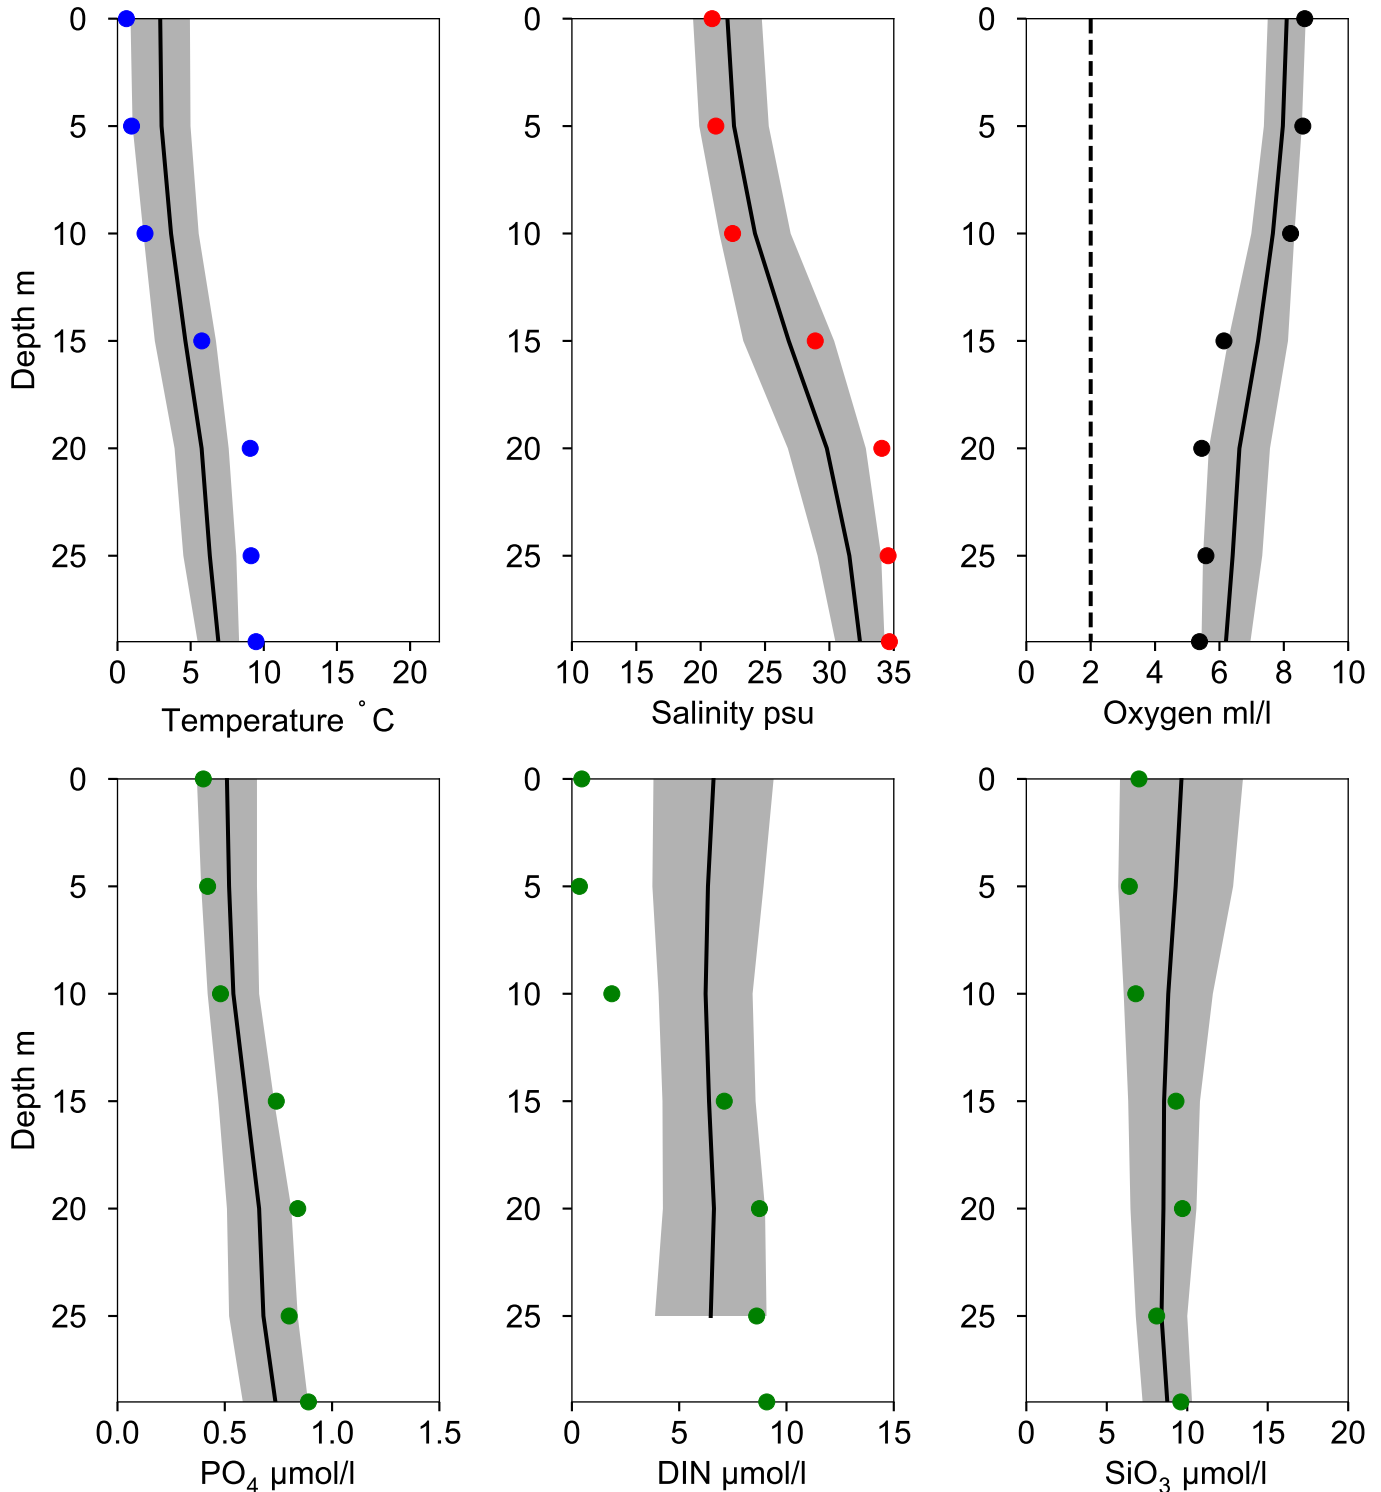 0
5
10
15
20
25
Depth m
0 5 10 15 20
Temperature °C
0
5
10
15
20
25
10 15 20 25 30 35
Salinity psu
0
5
10
15
20
25
0 2 4 6 8 10
Oxygen ml/l
0
5
10
15
20
25
Depth m
0.0 0.5 1.0 1.5
PO₄ µmol/l
0
5
10
15
20
25
0 5 10 15
DIN µmol/l
0
5
10
15
20
25
0 5 10 15 20
SiO₃ µmol/l